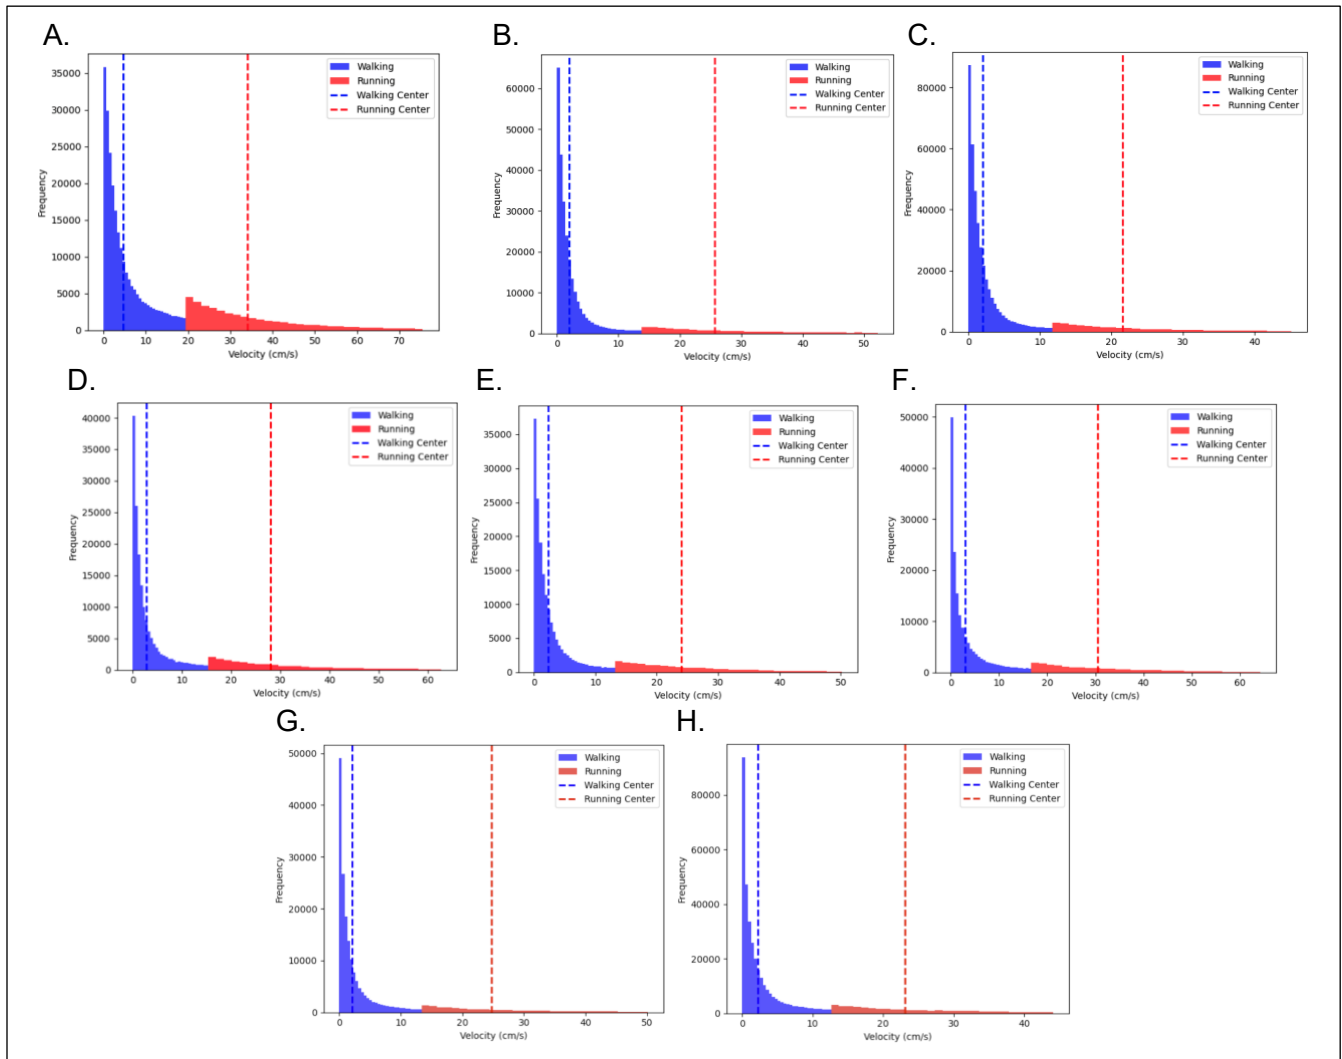 A.
Walking
Running
Walking Center
Running Center
35000
30000
25000
20000
15000
10000
5000
0
Frequency
0 10 20 30 40 50 60 70
Velocity (cm/s)
B.
Walking
Running
Walking Center
Running Center
60000
50000
40000
30000
20000
10000
0
Frequency
0 10 20 30 40 50
Velocity (cm/s)
C.
Walking
Running
Walking Center
Running Center
80000
60000
40000
20000
0
Frequency
0 10 20 30 40
Velocity (cm/s)
D.
Walking
Running
Walking Center
Running Center
40000
35000
30000
25000
20000
15000
10000
5000
0
Frequency
0 10 20 30 40 50 60
Velocity (cm/s)
E.
Walking
Running
Walking Center
Running Center
35000
30000
25000
20000
15000
10000
5000
0
Frequency
0 10 20 30 40 50
Velocity (cm/s)
F.
Walking
Running
Walking Center
Running Center
50000
40000
30000
20000
10000
0
Frequency
0 10 20 30 40 50 60
Velocity (cm/s)
G.
Walking
Running
Walking Center
Running Center
50000
40000
30000
20000
10000
0
Frequency
0 10 20 30 40 50
Velocity (cm/s)
H.
Walking
Running
Walking Center
Running Center
80000
60000
40000
20000
0
Frequency
0 10 20 30 40
Velocity (cm/s)